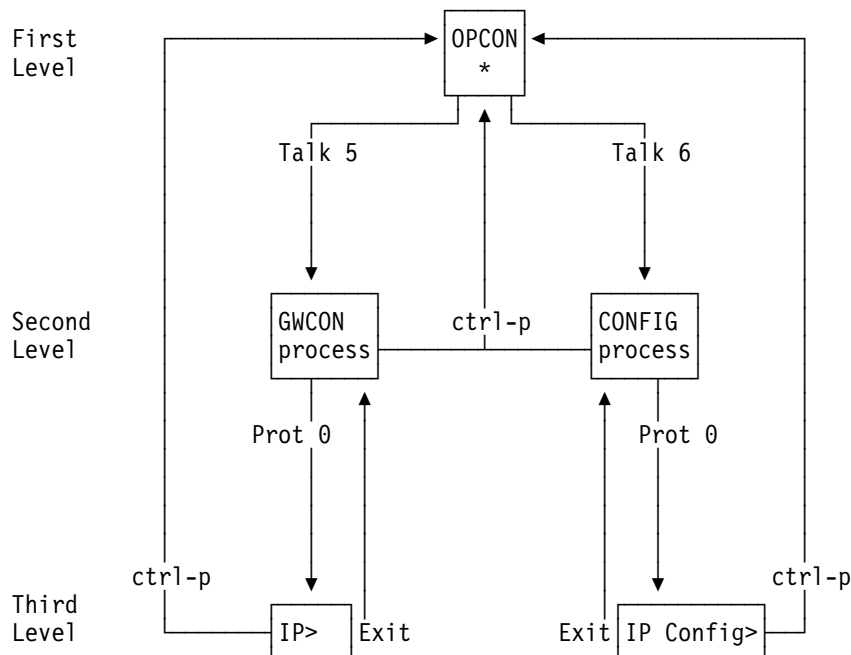 First
Level
OPCON
*
Talk 5
Talk 6
Second
Level
GWCON
process
ctrl-p
CONFIG
process
Prot 0
Prot 0
ctrl-p
ctrl-p
Third
Level
IP>
Exit
Exit
IP Config>